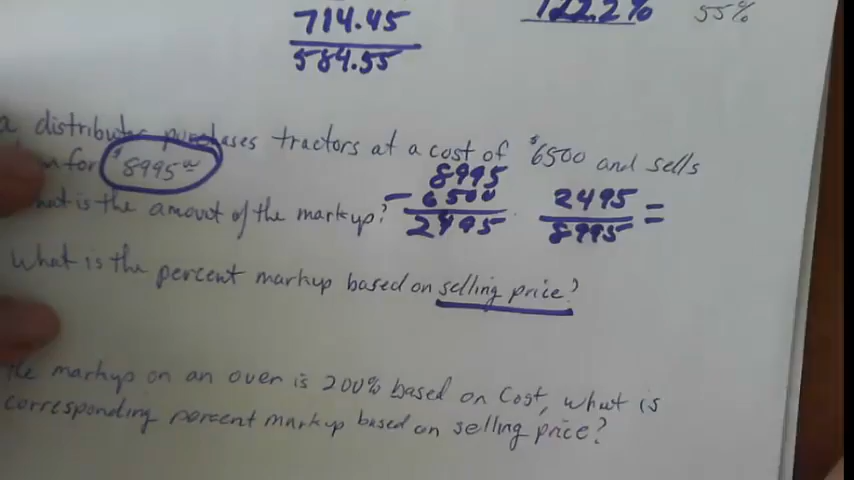 714.45
584.55
122.2%
55%
a distributer purchases tractors at a cost of $6500 and sells
for $8995
8995
- 6500
2495
2495
8995 =
what is the amount of the markup?
What is the percent markup based on selling price?
The markup on an oven is 200% based on Cost, what is
corresponding percent markup based on selling price?